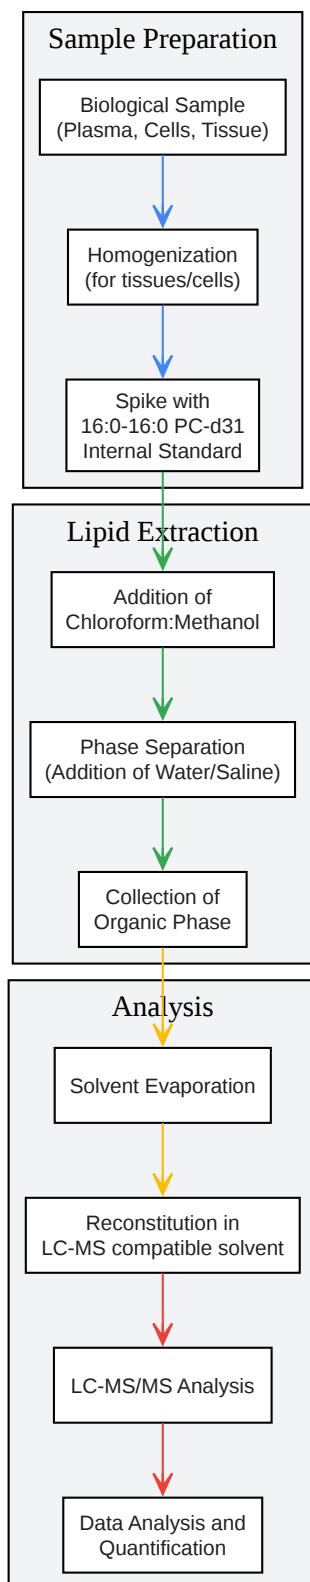 Sample Preparation
Biological Sample
(Plasma, Cells, Tissue)
Homogenization
(for tissues/cells)
Spike with
16:0-16:0 PC-d31
Internal Standard
Lipid Extraction
Addition of
Chloroform:Methanol
Phase Separation
(Addition of Water/Saline)
Collection of
Organic Phase
Analysis
Solvent Evaporation
Reconstitution in
LC-MS compatible solvent
LC-MS/MS Analysis
Data Analysis and
Quantification